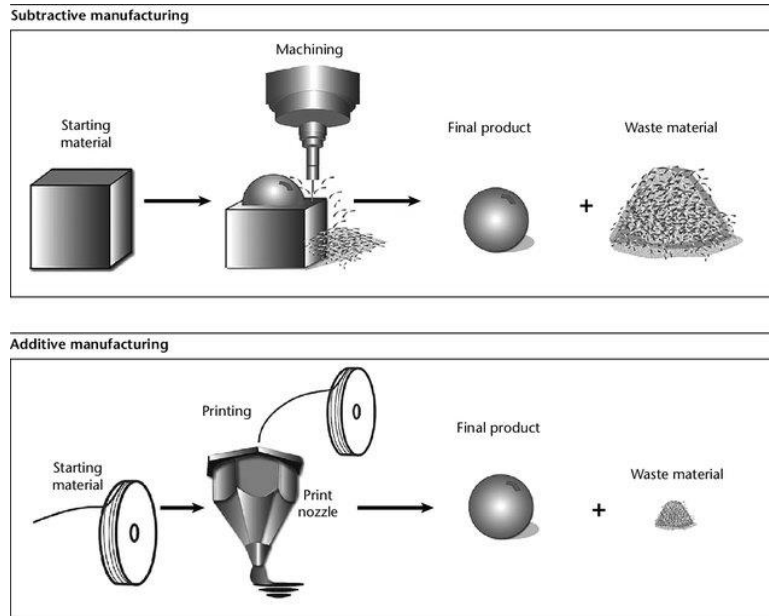 Subtractive manufacturing
Machining
Starting
material
Final product
Waste material
+
Additive manufacturing
Printing
Starting
material
Print
nozzle
Final product
Waste material
+